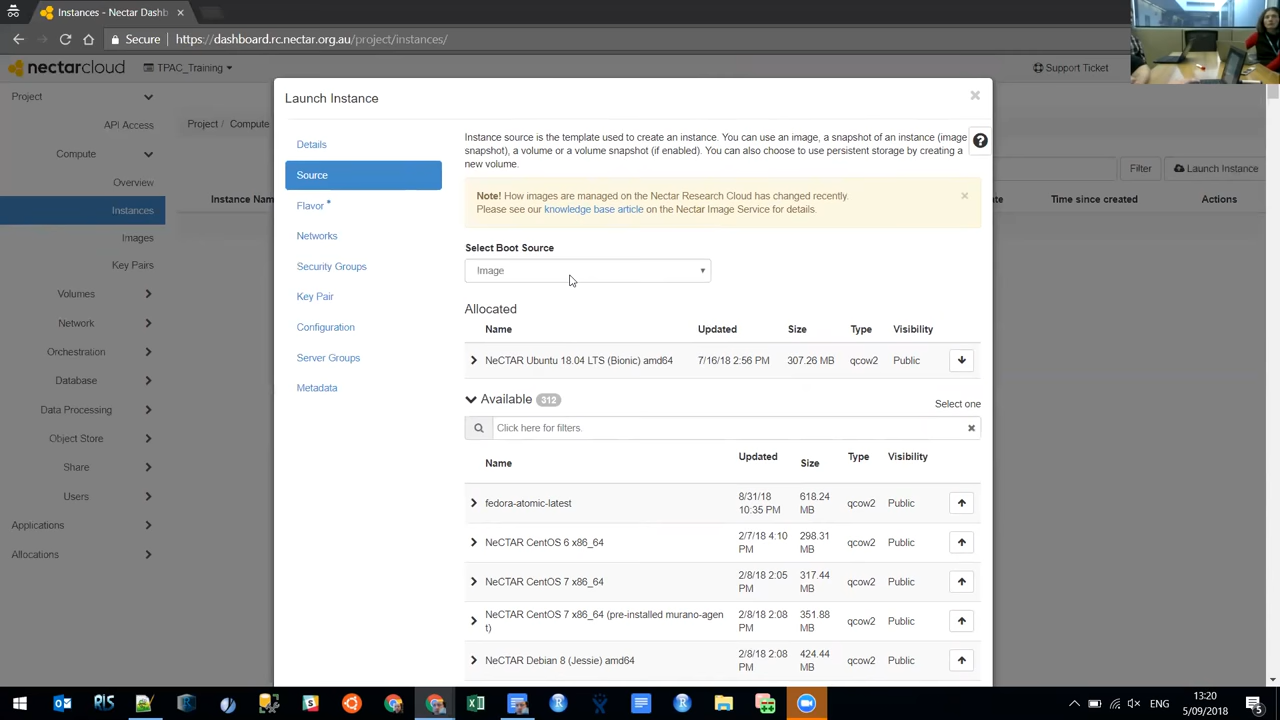 Instances - Nectar Dashb
Secure
https://dashboard.rc.nectar.org.au/project/instances/
nectarcloud
TPAC_Training
Support Ticket
Project
API Access
Compute
Overview
Instances
Images
Key Pairs
Volumes
Network
Orchestration
Database
Data Processing
Object Store
Share
Users
Applications
Allocations
Project / Compute
Filter
Launch Instance
Instance Nam
Time since created
Actions
Launch Instance
Details
Source
Flavor *
Networks
Security Groups
Key Pair
Configuration
Server Groups
Metadata
Instance source is the template used to create an instance. You can use an image, a snapshot of an instance (image
snapshot), a volume or a volume snapshot (if enabled). You can also choose to use persistent storage by creating a
new volume.
Note! How images are managed on the Nectar Research Cloud has changed recently.
Please see our knowledge base article on the Nectar Image Service for details.
Select Boot Source
Image
Allocated
Name Updated Size Type Visibility
NeCTAR Ubuntu 18.04 LTS (Bionic) amd64 7/16/18 2:56 PM 307.26 MB qcow2 Public
Available 312
Select one
Click here for filters.
Name Updated Size Type Visibility
fedora-atomic-latest 8/31/18 10:35 PM 618.24 MB qcow2 Public
NeCTAR CentOS 6 x86_64 2/7/18 4:10 PM 298.31 MB qcow2 Public
NeCTAR CentOS 7 x86_64 2/8/18 2:05 PM 317.44 MB qcow2 Public
NeCTAR CentOS 7 x86_64 (pre-installed murano-agen
t) 2/8/18 2:08 PM 351.88 MB qcow2 Public
NeCTAR Debian 8 (Jessie) amd64 2/8/18 2:08 PM 424.44 MB qcow2 Public
ENG
13:20
5/09/2018